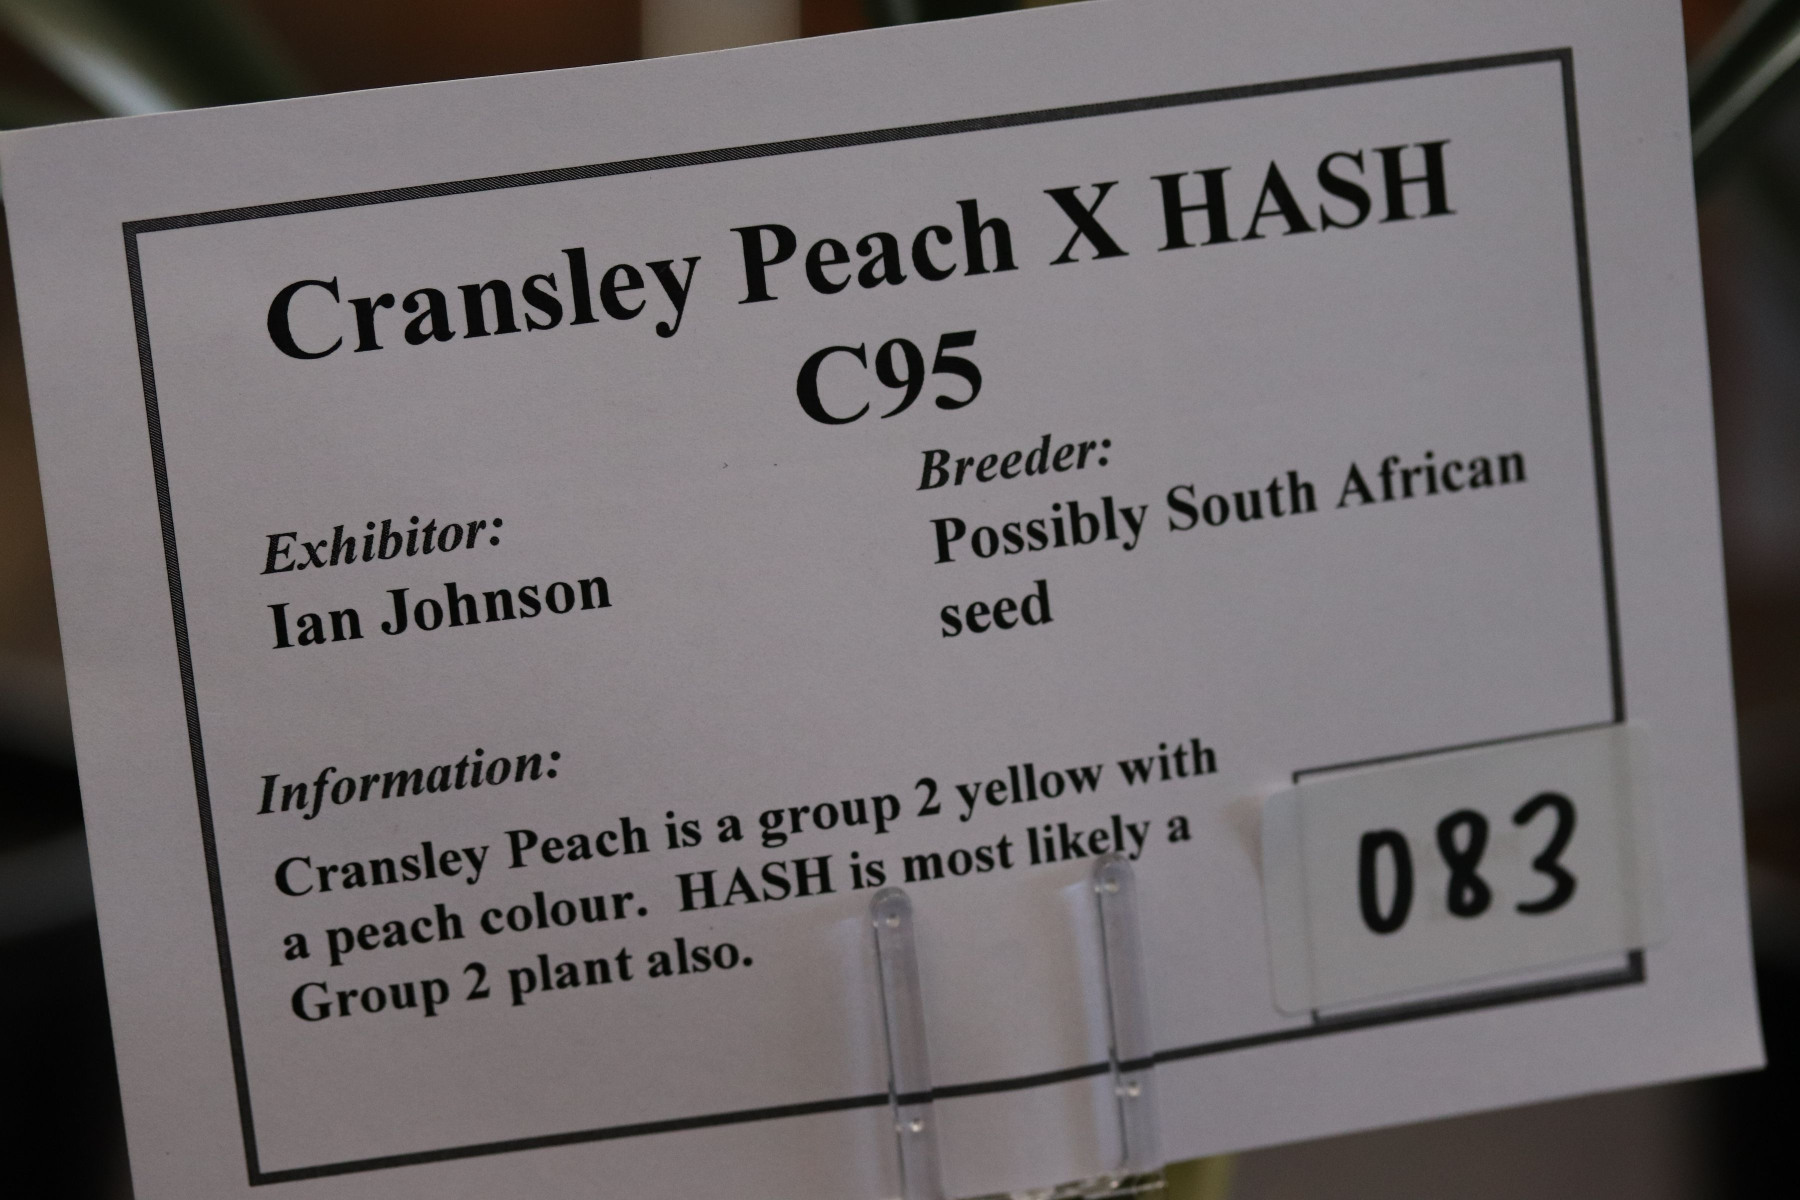 Cransley Peach X HASH
C95
Exhibitor:
Ian Johnson
Breeder:
Possibly South African
seed
Information:
Cransley Peach is a group 2 yellow with
a peach colour. HASH is most likely a
Group 2 plant also.
083